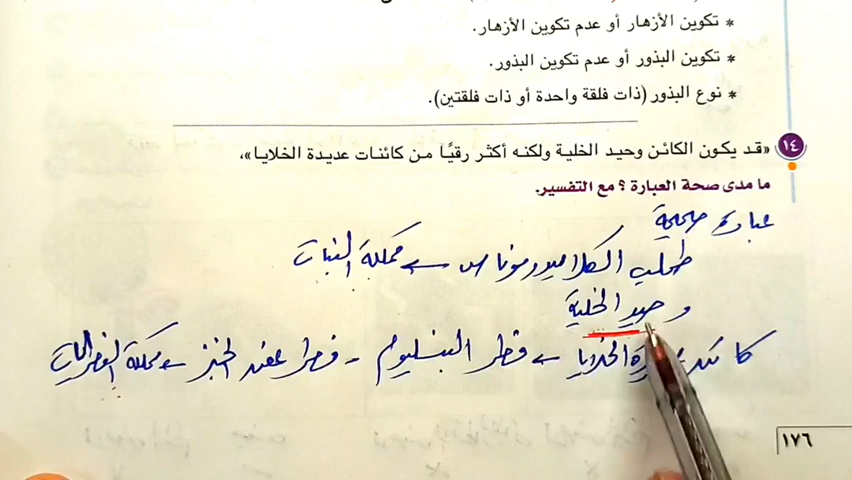 * تكوين الأزهار أو عدم تكوين الأزهار.
* تكوين البذور أو عدم تكوين البذور.
* نوع البذور (ذات فلقة واحدة أو ذات فلقتين).
١٤ «قد يكون الكائن وحيد الخلية ولكنه أكثر رقيًا من كائنات عديدة الخلايا»،
ما مدى صحة العبارة ؟ مع التفسير.
عبارة صحيحة
طحلب الكلاميدوموناس ← مملكة النبات
وحيد الخلية
الخلايا ← فطر البنسليوم - فطر عفن الخبز ← مملكة الفطريات
١٧٦